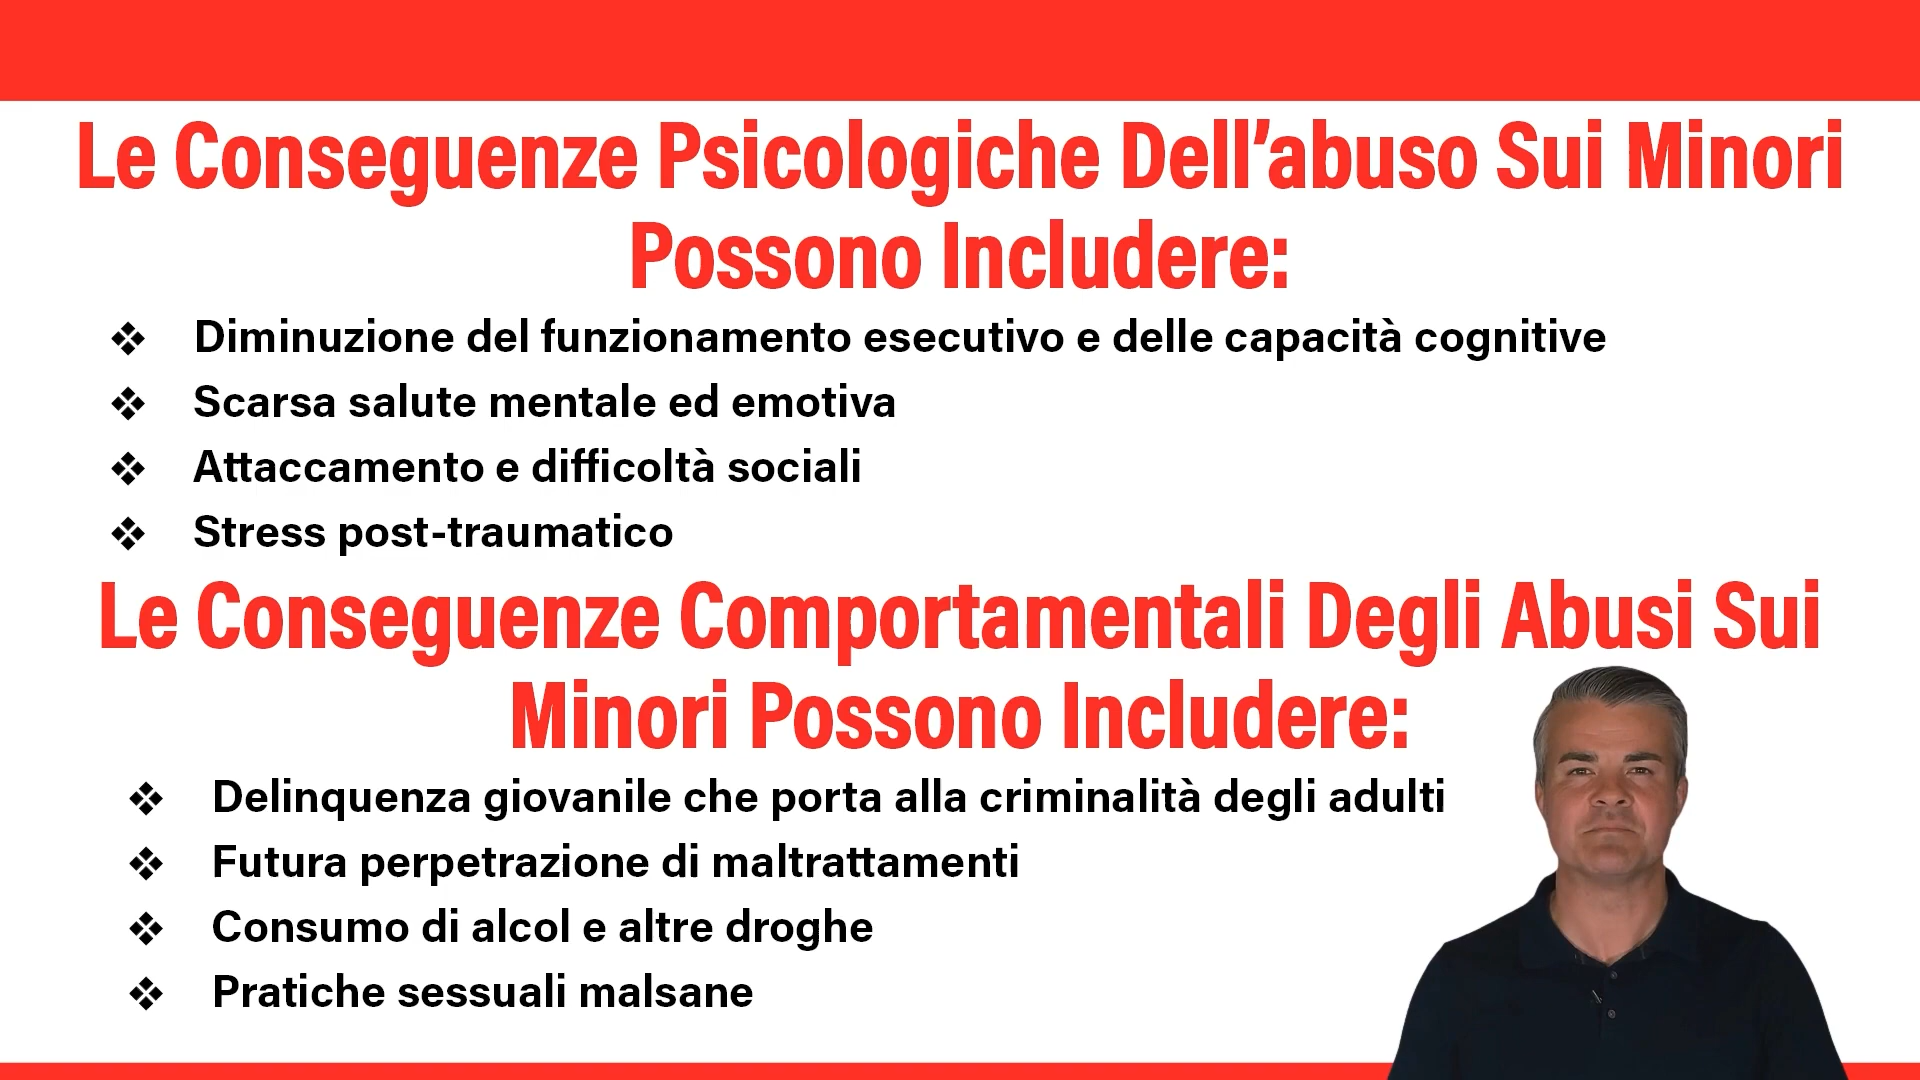 Le Conseguenze Psicologiche Dell’abuso Sui Minori
Possono Includere:
❖ Diminuzione del funzionamento esecutivo e delle capacità cognitive
❖ Scarsa salute mentale ed emotiva
❖ Attaccamento e difficoltà sociali
❖ Stress post-traumatico
Le Conseguenze Comportamentali Degli Abusi Sui
Minori Possono Includere:
❖ Delinquenza giovanile che porta alla criminalità degli adulti
❖ Futura perpetrazione di maltrattamenti
❖ Consumo di alcol e altre droghe
❖ Pratiche sessuali malsane